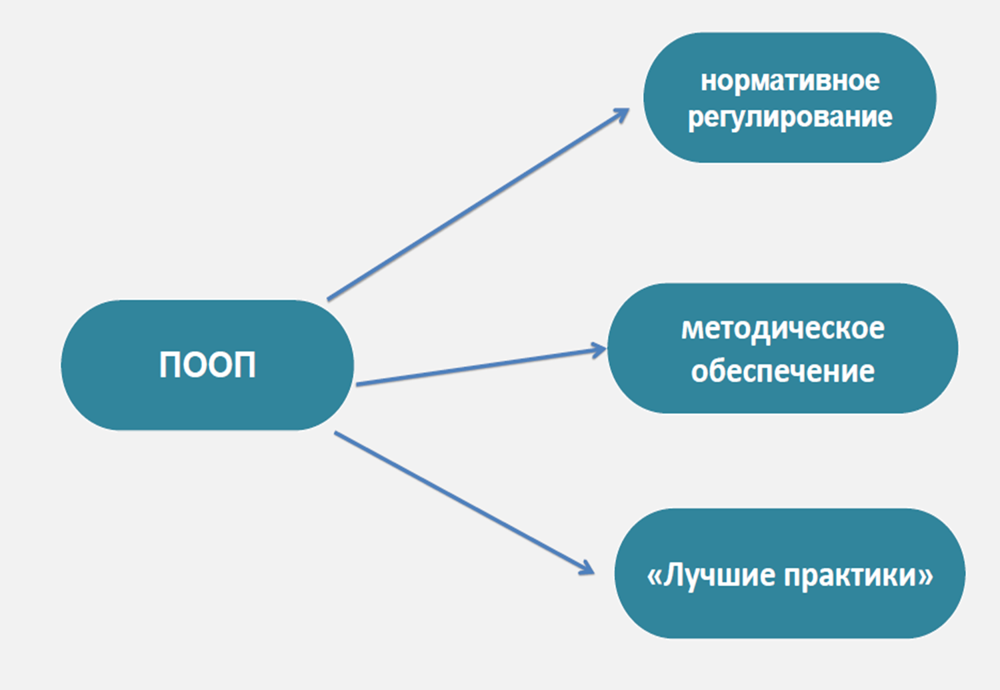 нормативное
регулирование
ПООП
методическое
обеспечение
«Лучшие практики»